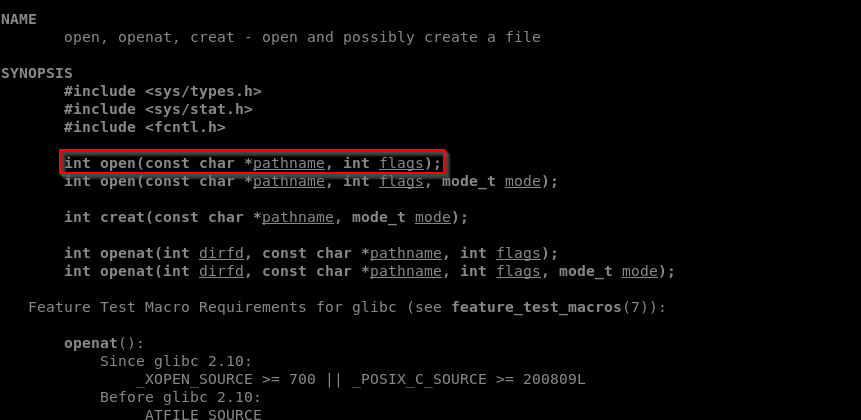 NAME
open, openat, creat - open and possibly create a file
SYNOPSIS
#include <sys/types.h>
#include <sys/stat.h>
#include <fcntl.h>
int open(const char *pathname, int flags);
int open(const char *pathname, int flags, mode_t mode);
int creat(const char *pathname, mode_t mode);
int openat(int dirfd, const char *pathname, int flags);
int openat(int dirfd, const char *pathname, int flags, mode_t mode);
Feature Test Macro Requirements for glibc (see feature_test_macros(7)):
openat():
Since glibc 2.10:
_XOPEN_SOURCE >= 700 || _POSIX_C_SOURCE >= 200809L
Before glibc 2.10:
_ATFILE_SOURCE